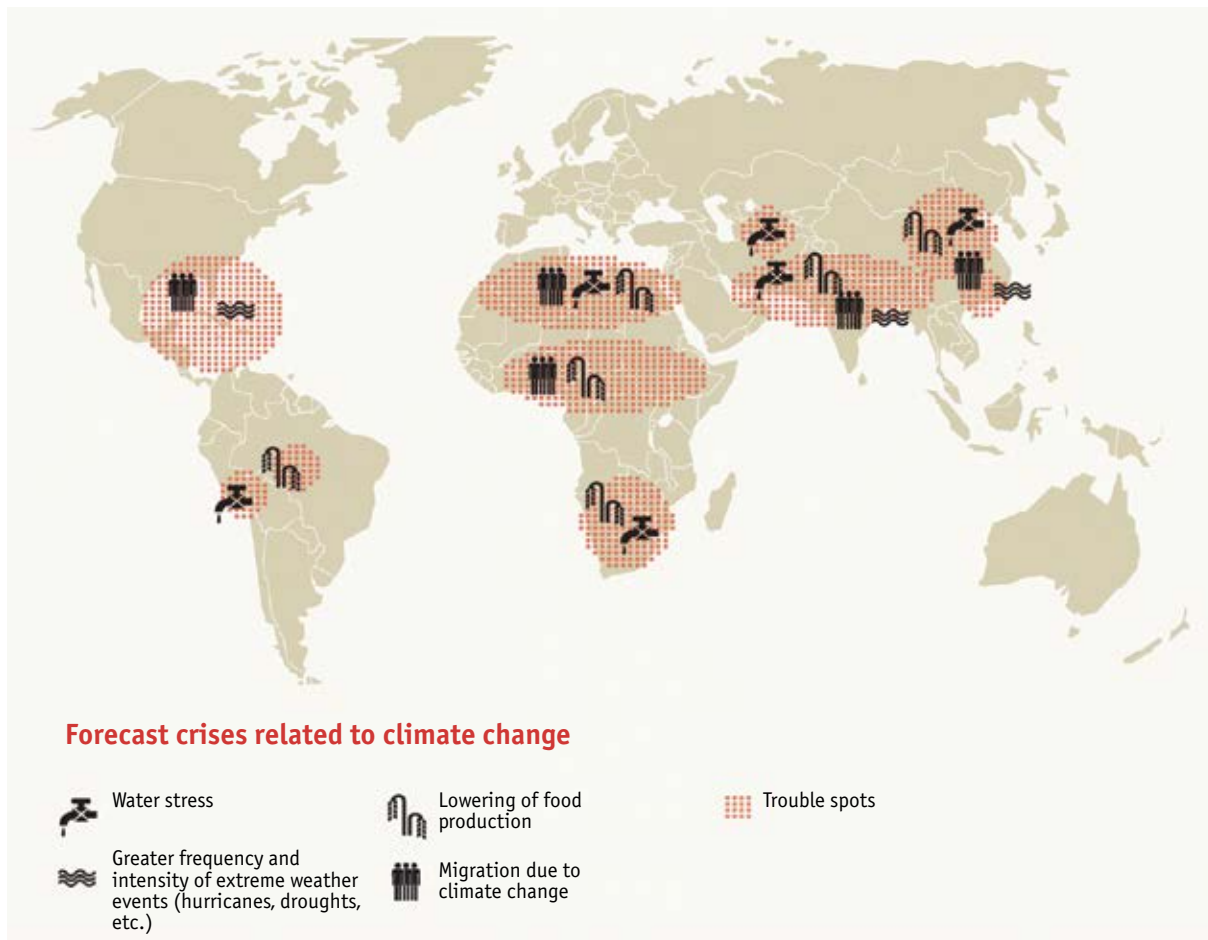 Forecast crises related to climate change
Water stress
Greater frequency and
intensity of extreme weather
events (hurricanes, droughts,
etc.)
Lowering of food
production
Migration due to
climate change
Trouble spots